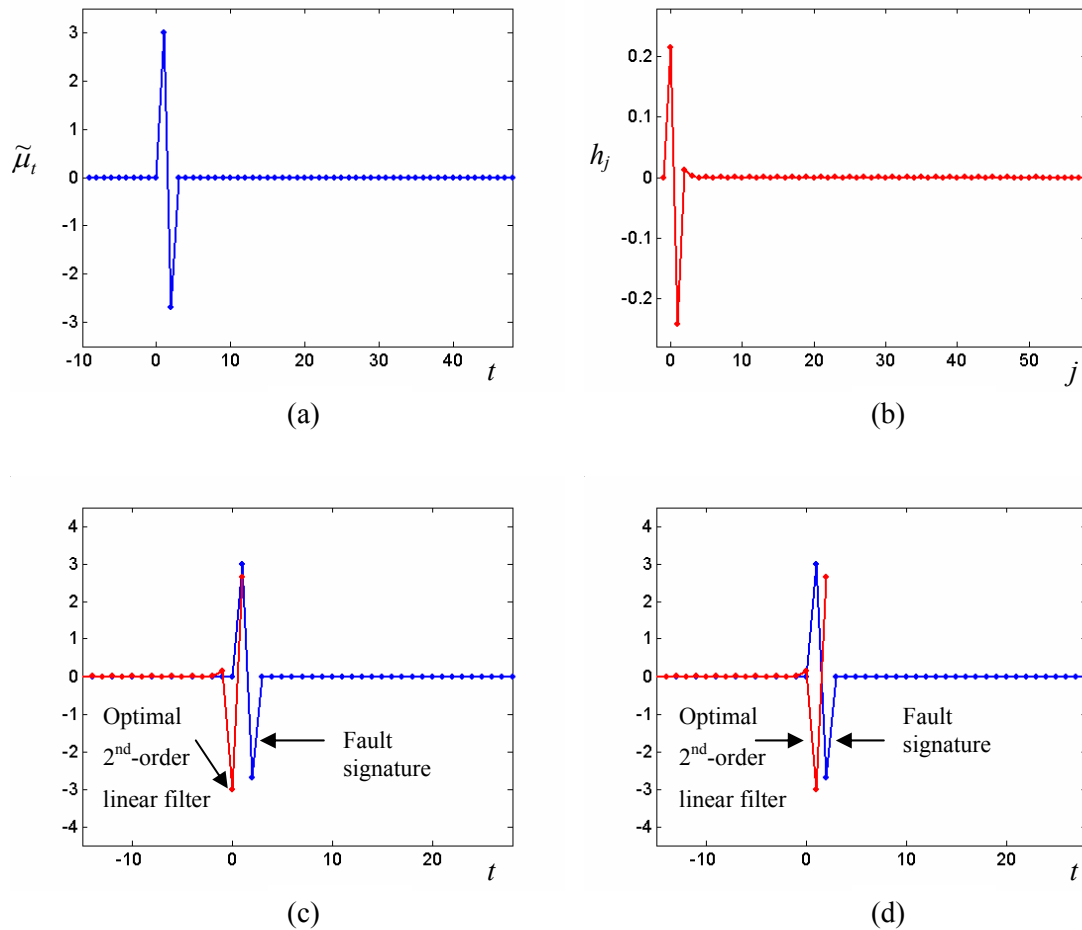 3
2
1
0
-1
-2
-3
μ̃t
-10
0
10
20
30
40
t
(a)
0.2
0.1
0
-0.1
-0.2
hj
0
10
20
30
40
50
j
(b)
4
3
2
1
0
-1
-2
-3
-4
Optimal
2nd-order
linear filter
Fault
signature
-10
0
10
20
t
(c)
4
3
2
1
0
-1
-2
-3
-4
Optimal
2nd-order
linear filter
Fault
signature
-10
0
10
20
t
(d)